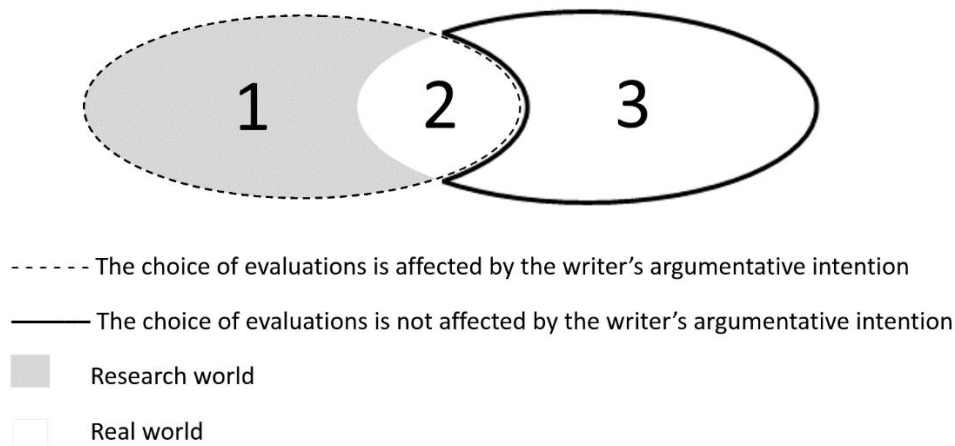 1 2 3
The choice of evaluations is affected by the writer's argumentative intention
The choice of evaluations is not affected by the writer's argumentative intention
Research world
Real world